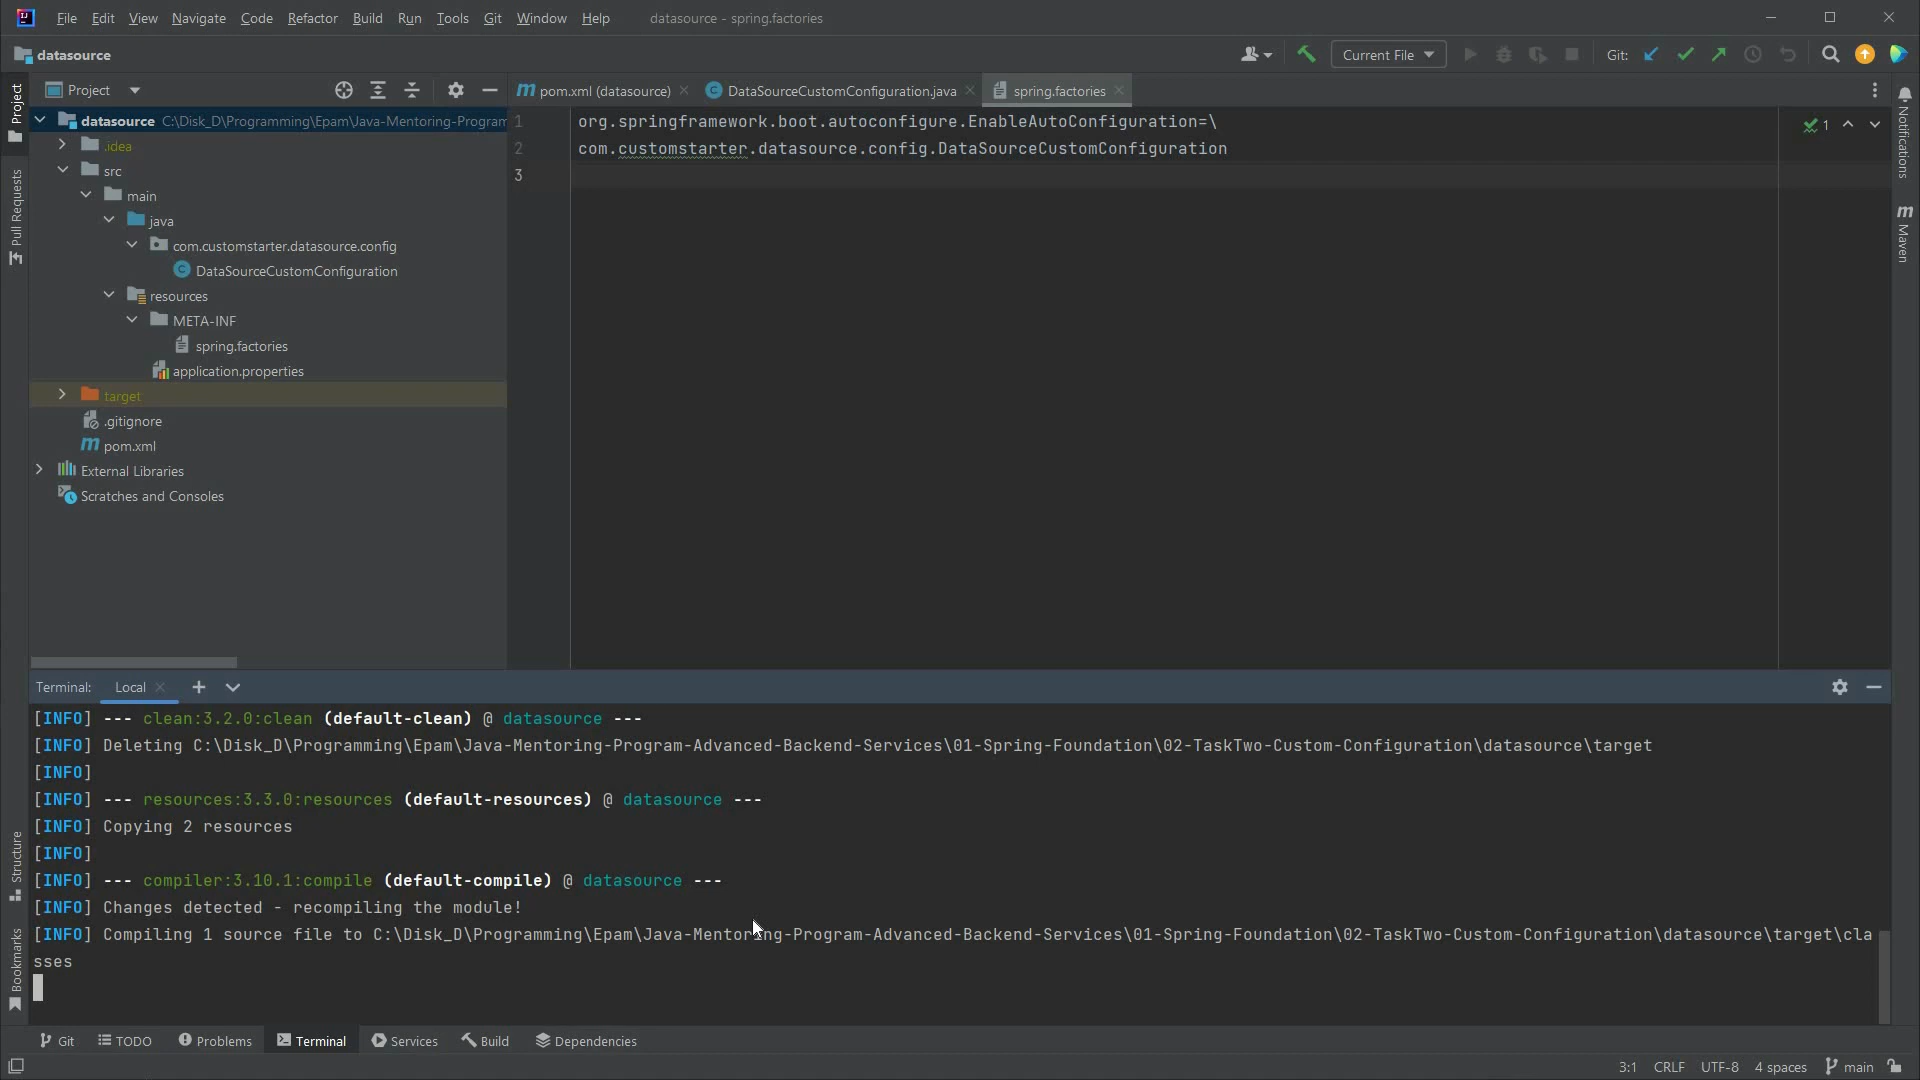 File Edit View Navigate Code Refactor Build Run Tools Git Window Help datasource - spring.factories
datasource Current File Git:
Project
pom.xml (datasource) DataSourceCustomConfiguration.java spring.factories
datasource C:\Disk_D\Programming\Epam\Java-Mentoring-Program
.idea
src
main
java
com.customstarter.datasource.config
DataSourceCustomConfiguration
resources
META-INF
spring.factories
application.properties
target
.gitignore
pom.xml
External Libraries
Scratches and Consoles
1 org.springframework.boot.autoconfigure.EnableAutoConfiguration=\
2 com.customstarter.datasource.config.DataSourceCustomConfiguration
3
1
Project
Pull Requests
Structure
Bookmarks
Notifications
Maven
Terminal: Local
[INFO] --- clean:3.2.0:clean (default-clean) @ datasource ---
[INFO] Deleting C:\Disk_D\Programming\Epam\Java-Mentoring-Program-Advanced-Backend-Services\01-Spring-Foundation\02-TaskTwo-Custom-Configuration\datasource\target
[INFO]
[INFO] --- resources:3.3.0:resources (default-resources) @ datasource ---
[INFO] Copying 2 resources
[INFO]
[INFO] --- compiler:3.10.1:compile (default-compile) @ datasource ---
[INFO] Changes detected - recompiling the module!
[INFO] Compiling 1 source file to C:\Disk_D\Programming\Epam\Java-Mentoring-Program-Advanced-Backend-Services\01-Spring-Foundation\02-TaskTwo-Custom-Configuration\datasource\target\cla
sses
Git TODO Problems Terminal Services Build Dependencies
3:1 CRLF UTF-8 4 spaces main